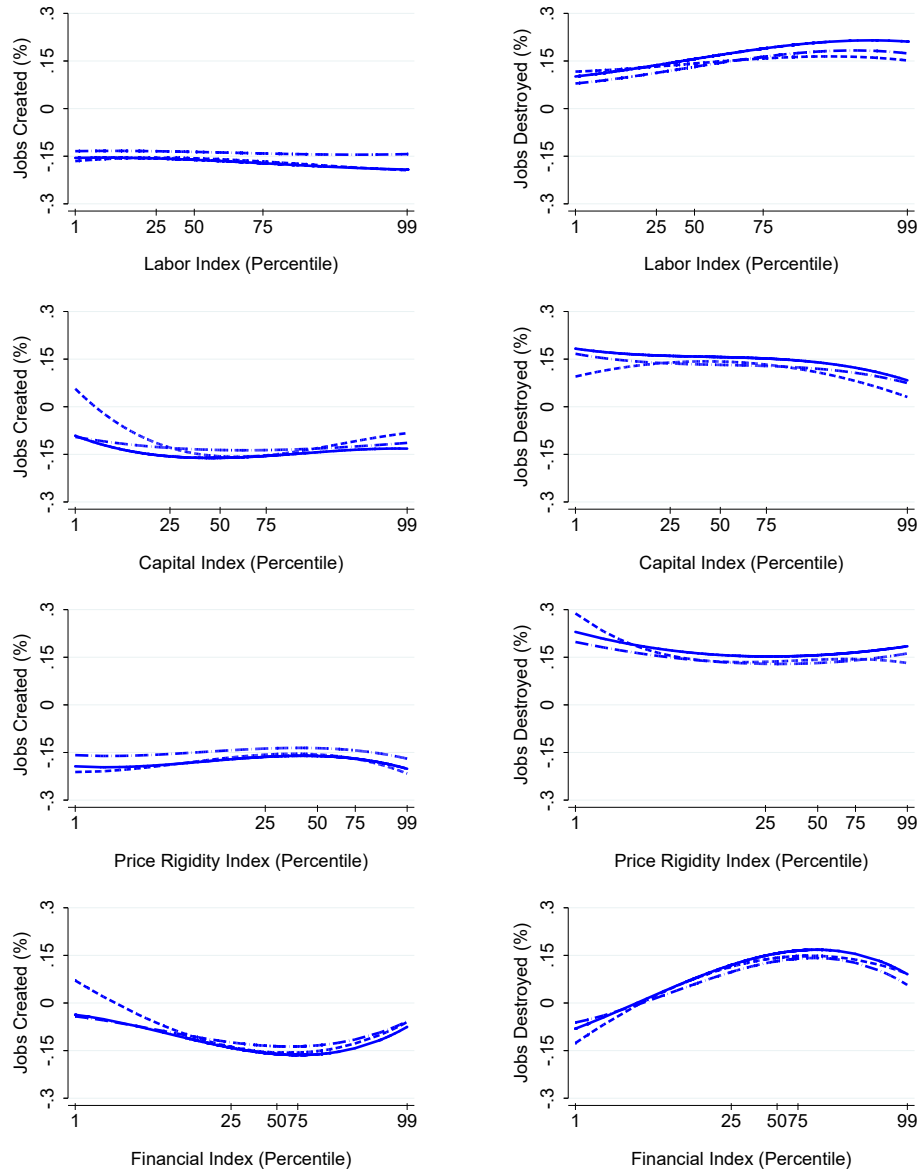 Jobs Created (%)
.3
.15
0
-.15
-.3
1 25 50 75 99
Labor Index (Percentile)
Jobs Destroyed (%)
.3
.15
0
-.15
-.3
1 25 50 75 99
Labor Index (Percentile)
Jobs Created (%)
.3
.15
0
-.15
-.3
1 25 50 75 99
Capital Index (Percentile)
Jobs Destroyed (%)
.3
.15
0
-.15
-.3
1 25 50 75 99
Capital Index (Percentile)
Jobs Created (%)
.3
.15
0
-.15
-.3
1 25 50 75 99
Price Rigidity Index (Percentile)
Jobs Destroyed (%)
.3
.15
0
-.15
-.3
1 25 50 75 99
Price Rigidity Index (Percentile)
Jobs Created (%)
.3
.15
0
-.15
-.3
1 25 50 75 99
Financial Index (Percentile)
Jobs Destroyed (%)
.3
.15
0
-.15
-.3
1 25 50 75 99
Financial Index (Percentile)